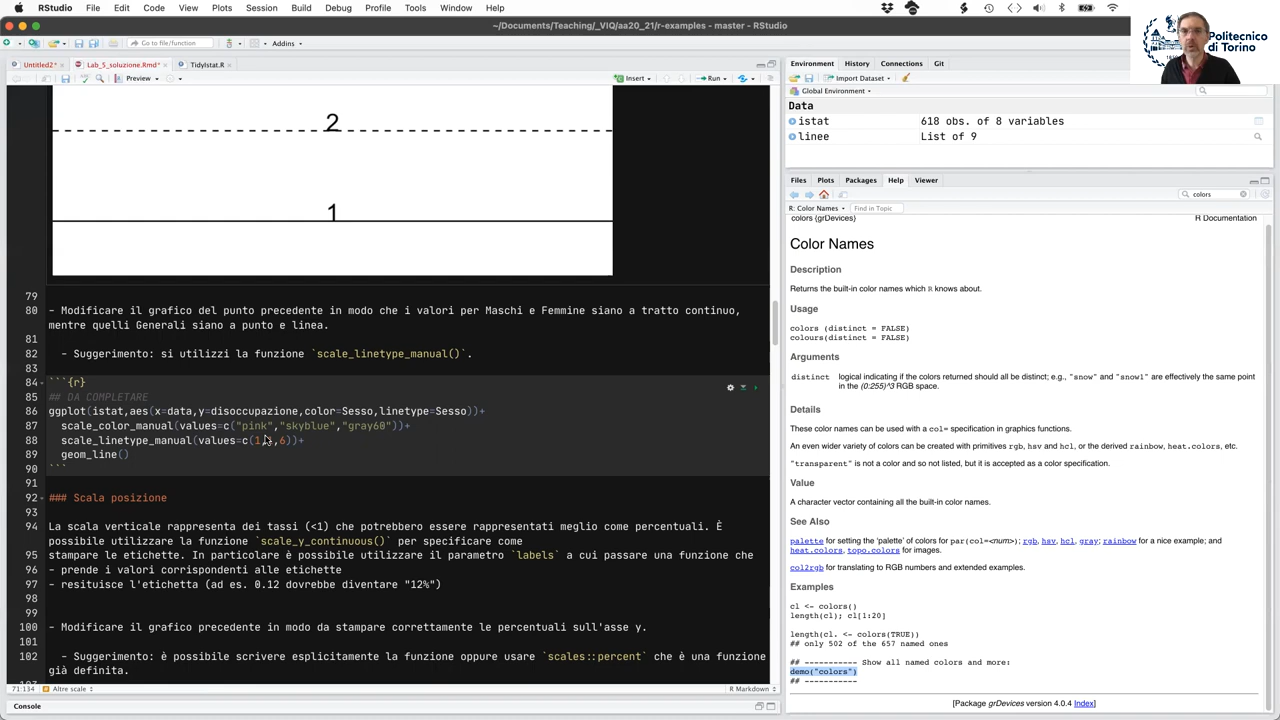 RStudio File Edit Code View Plots Session Build Debug Profile Tools Window Help
~/Documents/Teaching/_VIQ/aa20_21/r-examples - master - RStudio
Go to file/function Addins
Untitled2* Lab_5_soluzione.Rmd* TidyIstat.R
Preview Insert Run
2
1
79
80 - Modifiire il grafico del punto precedente in modo che i valori per Maschi e Femmine siano a tratto continuo,
mentre quelli Generali siano a punto e linea.
81
82 - Suggerimento: si utilizzi la funzione `scale_linetype_manual()`.
83
84 ```{r}
85 ## DA COMPLETARE
86 ggplot(istat,aes(x=data,y=disoccupazione,color=Sesso,linetype=Sesso))+
87 scale_color_manual(values=c("pink","skyblue","gray60"))+
88 scale_linetype_manual(values=c(1,,6))+
89 geom_line()
90 ```
91
92 ### Scala posizione
93
94 La scala verticale rappresenta dei tassi (<1) che potrebbero essere rappresentati meglio come percentuali. È
possibile utilizzare la funzione `scale_y_continuous()` per specificare come
95 stampare le etichette. In particolare è possibile utilizzare il parametro `labels` a cui passare una funzione che
96 - prende i valori corrispondenti alle etichette
97 - resituisce l'etichetta (ad es. 0.12 dovrebbe diventare "12%")
98
99
100 - Modifiire il grafico precedente in modo da stampare correttamente le percentuali sull'asse y.
101
102 - Suggerimento: è possibile scrivere esplicitamente la funzione oppure usare `scales::percent` che è una funzione
già definita.
71:134 Altre scale R Markdown
Console
Environment History Connections Git
Import Dataset
Global Environment
Data
istat 618 obs. of 8 variables
linee List of 9
Files Plots Packages Help Viewer
colors
R: Color Names Find in Topic
colors {grDevices} R Documentation
Color Names
Description
Returns the built-in color names which R knows about.
Usage
colors (distinct = FALSE)
colours(distinct = FALSE)
Arguments
distinct logical indicating if the colors returned should all be distinct; e.g., "snow" and "snow1" are effectively the same point
in the (0:255)^3 RGB space.
Details
These color names can be used with a col= specification in graphics functions.
An even wider variety of colors can be created with primitives rgb, hsv and hcl, or the derived rainbow, heat.colors, etc.
"transparent" is not a color and so not listed, but it is accepted as a color specification.
Value
A character vector containing all the built-in color names.
See Also
palette for setting the 'palette' of colors for par(col=<num>); rgb, hsv, hcl, gray; rainbow for a nice example; and
heat.colors, topo.colors for images.
col2rgb for translating to RGB numbers and extended examples.
Examples
cl <- colors()
length(cl); cl[1:20]
length(cl. <- colors(TRUE))
## only 502 of the 657 named ones
## ----------- Show all named colors and more:
demo("colors")
## -----------
[Package grDevices version 4.0.4 Index]
Politecnico
di Torino